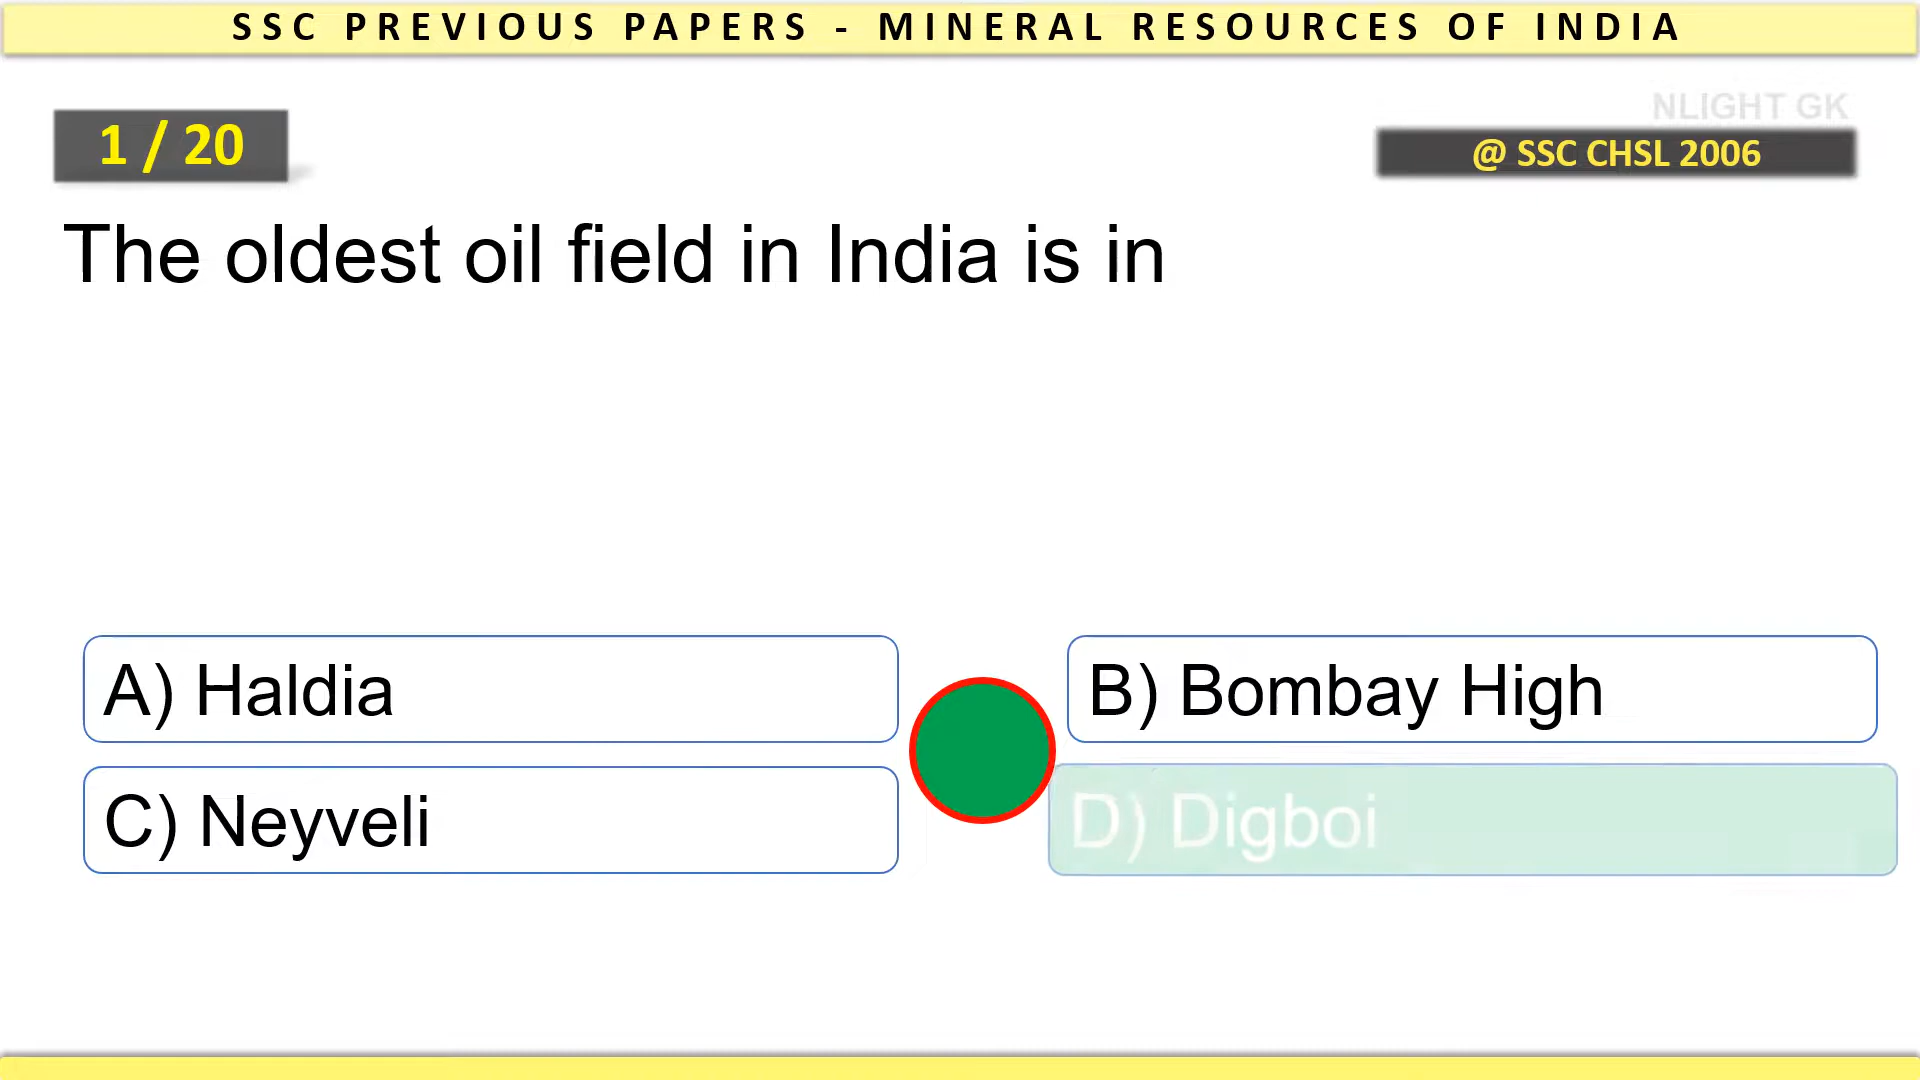 SSC PREVIOUS PAPERS - MINERAL RESOURCES OF INDIA
NLIGHT GK
1 / 20
@ SSC CHSL 2006
The oldest oil field in India is in
A) Haldia
B) Bombay High
C) Neyveli
D) Digboi